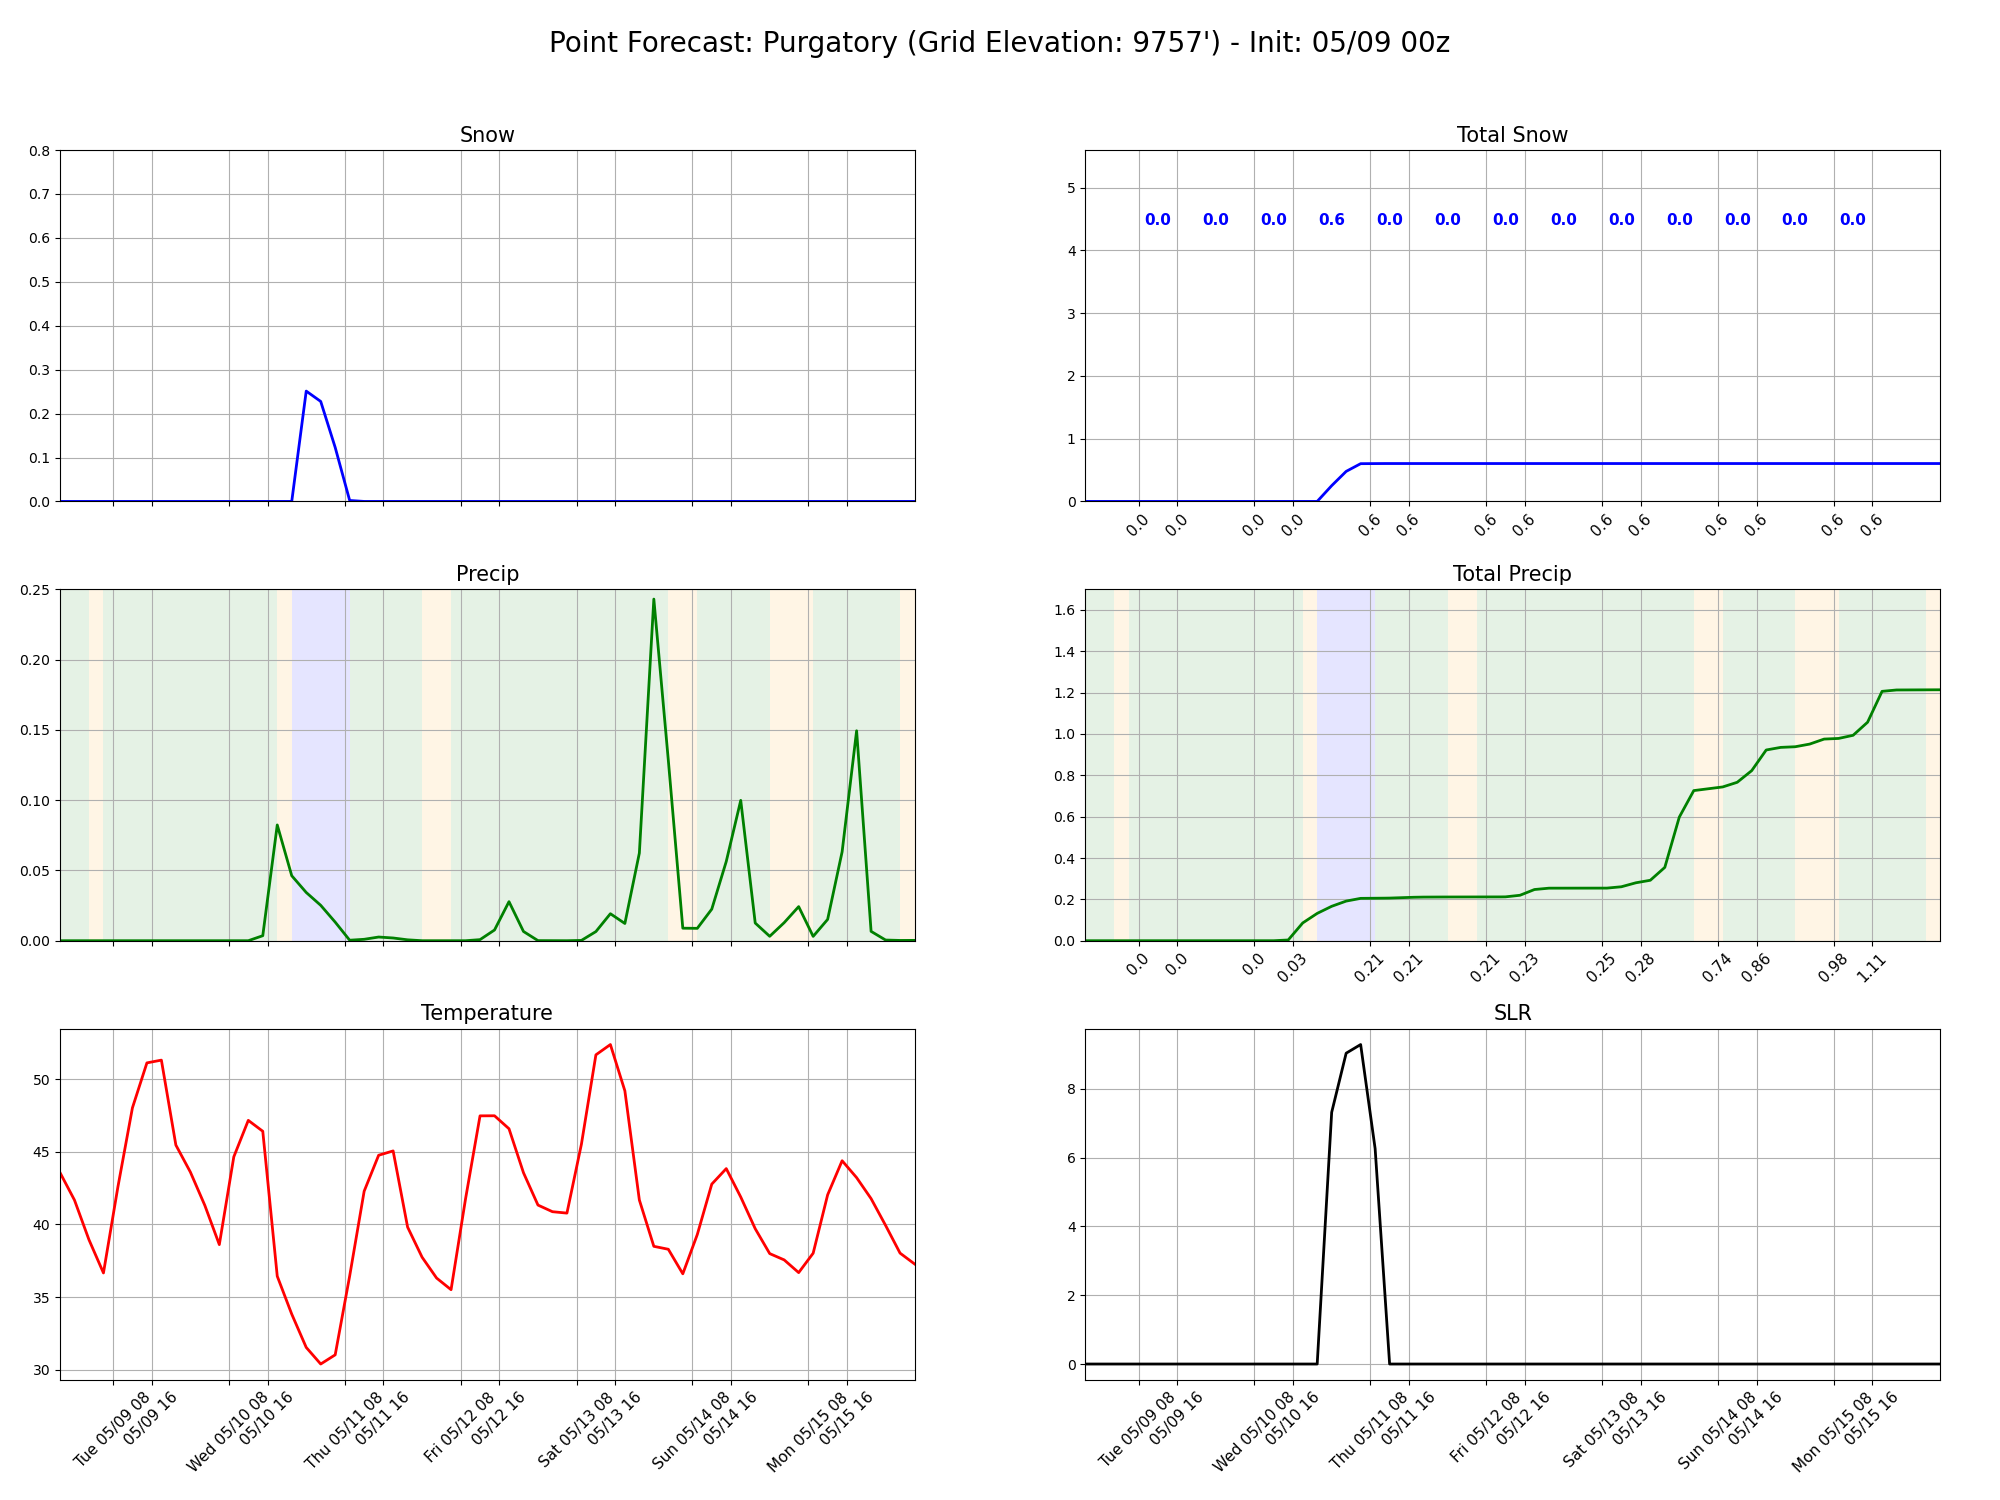 Point Forecast: Purgatory (Grid Elevation: 9757') - Init: 05/09 00z
Snow
0.8
0.7
0.6
0.5
0.4
0.3
0.2
0.1
0.0
Total Snow
5
4
3
2
1
0
0.0 0.0 0.0 0.6 0.0 0.0 0.0 0.0 0.0 0.0 0.0 0.0 0.0
0.0 0.0 0.0 0.0 0.6 0.6 0.6 0.6 0.6 0.6 0.6 0.6 0.6 0.6
Precip
0.25
0.20
0.15
0.10
0.05
0.00
Total Precip
1.6
1.4
1.2
1.0
0.8
0.6
0.4
0.2
0.0
0.0 0.0 0.0 0.03 0.21 0.21 0.21 0.23 0.25 0.28 0.74 0.86 0.98 1.11
Temperature
50
45
40
35
30
Tue 05/09 08
05/09 16
Wed 05/10 08
05/10 16
Thu 05/11 08
05/11 16
Fri 05/12 08
05/12 16
Sat 05/13 08
05/13 16
Sun 05/14 08
05/14 16
Mon 05/15 08
05/15 16
SLR
8
6
4
2
0
Tue 05/09 08
05/09 16
Wed 05/10 08
05/10 16
Thu 05/11 08
05/11 16
Fri 05/12 08
05/12 16
Sat 05/13 08
05/13 16
Sun 05/14 08
05/14 16
Mon 05/15 08
05/15 16